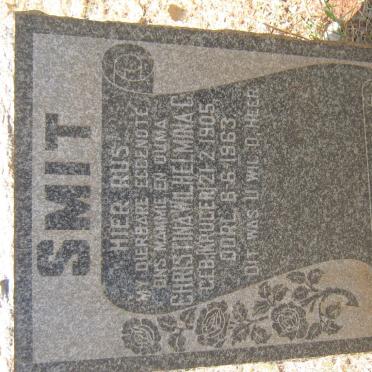 SMIT
HIER RUS
MY DIERBARE EGGENOTE
ONS MAMMIE EN OUMA
CHRISTINA WILHELMINA C
GEB. KRUGER 21·2·1905
OORL. 6·6·1963
DIT WAS U WIL O HEER